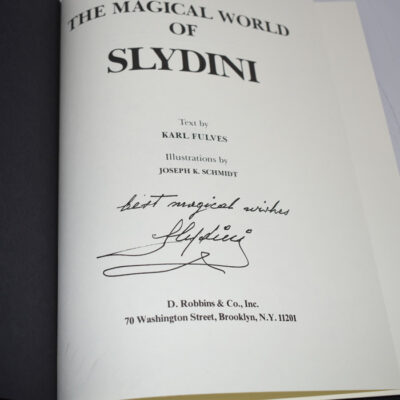 THE MAGICAL WORLD
OF
SLYDINI
Text by
KARL FULVES
Illustrations by
JOSEPH K. SCHMIDT
best magical wishes
Slydini
D. Robbins & Co., Inc.
70 Washington Street, Brooklyn, N.Y. 11201